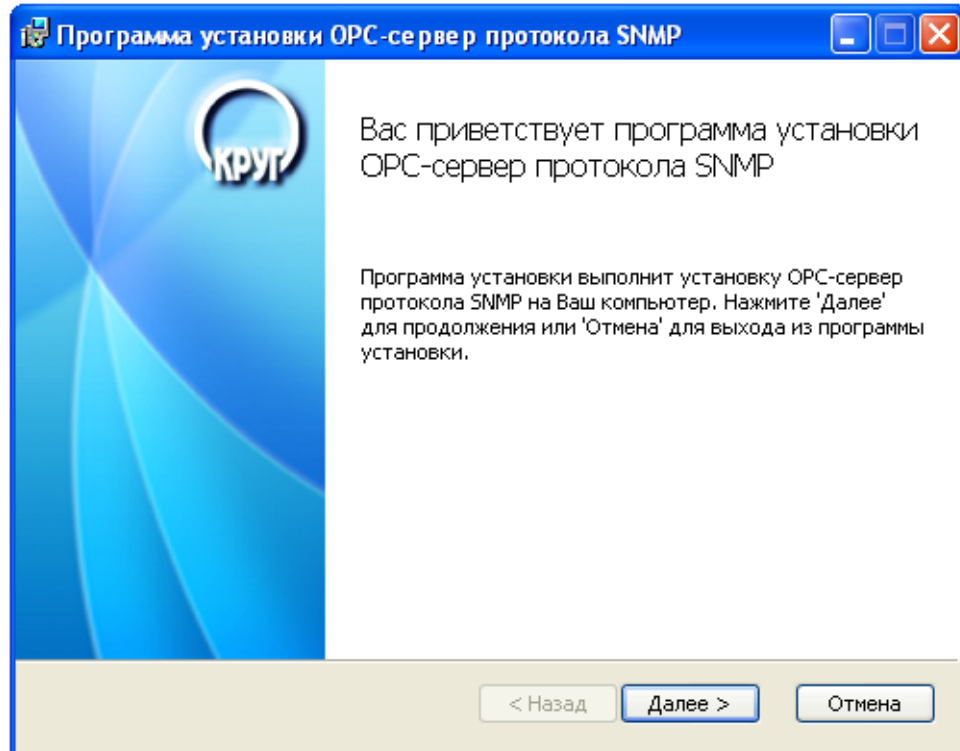 Программа установки OPC-сервер протокола SNMP
КРУГ
Вас приветствует программа установки
OPC-сервер протокола SNMP
Программа установки выполнит установку OPC-сервер
протокола SNMP на Ваш компьютер. Нажмите 'Далее'
для продолжения или 'Отмена' для выхода из программы
установки.
< Назад Далее > Отмена